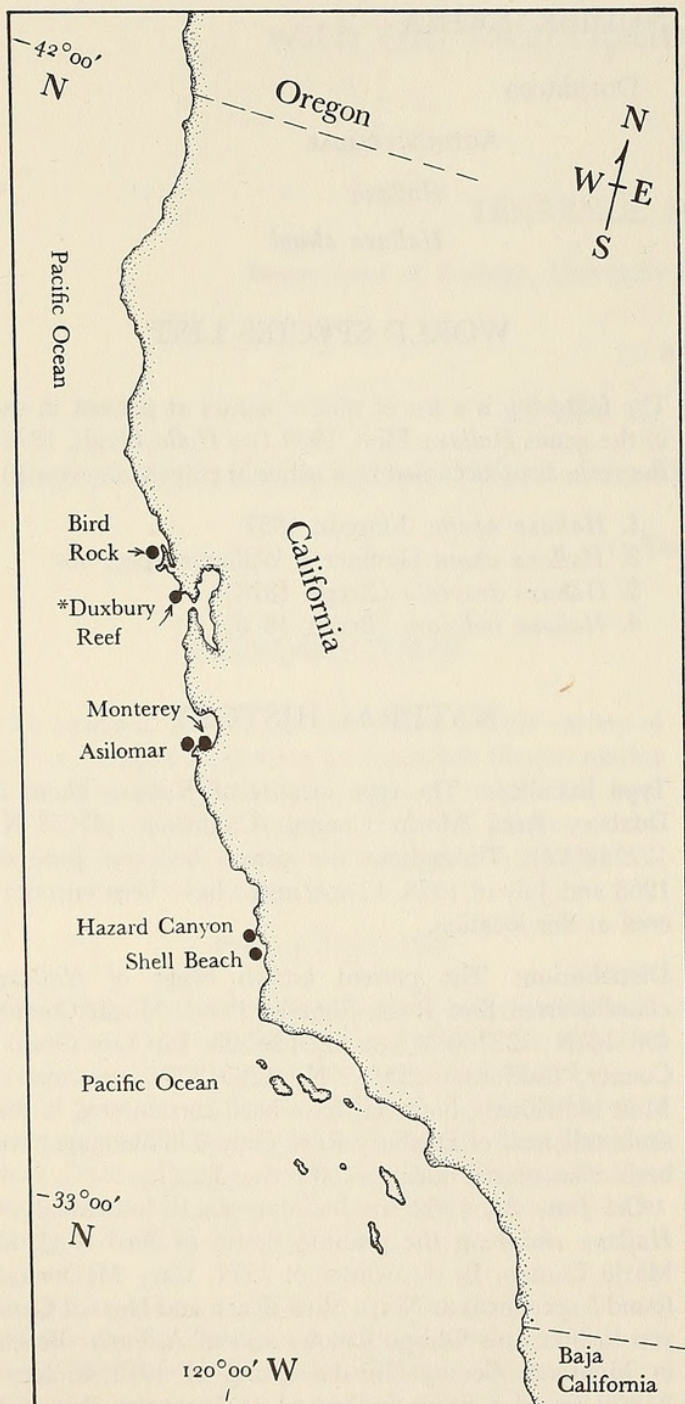 42°00'
N
Oregon
N
W E
S
Pacific Ocean
Bird
Rock
California
*Duxbury
Reef
Monterey
Asilomar
Hazard Canyon
Shell Beach
Pacific Ocean
33°00'
N
120°00' W
Baja
California